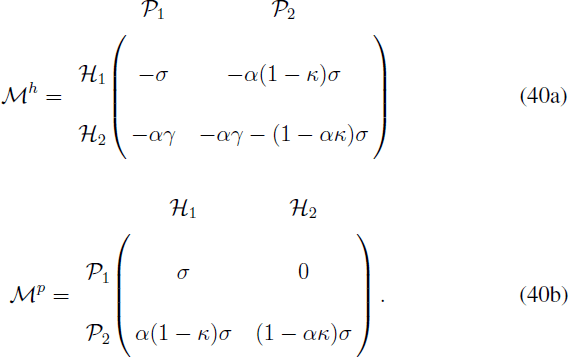 𝒫₁ 𝒫₂
ℋ₁ −σ −α(1 − κ)σ
ℳʰ = (40a)
ℋ₂ −αγ −αγ − (1 − ακ)σ
ℋ₁ ℋ₂
𝒫₁ σ 0
ℳᵖ = . (40b)
𝒫₂ α(1 − κ)σ (1 − ακ)σ